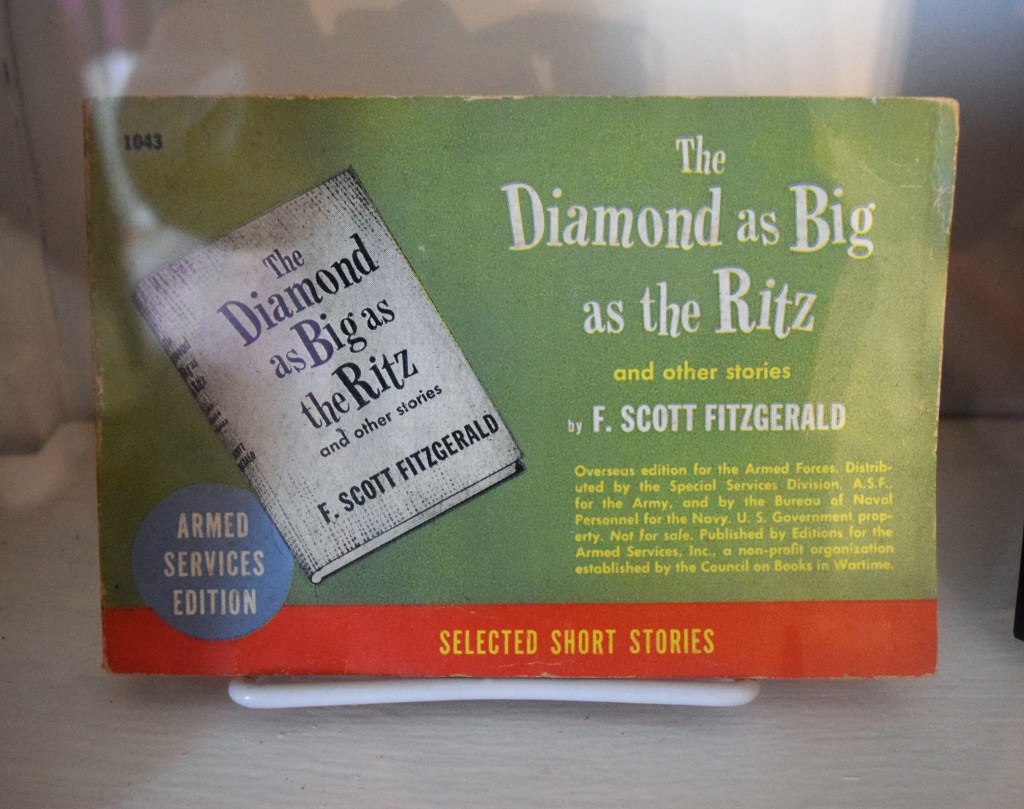 1043
The
Diamond as Big
as the Ritz
and other stories
by F. SCOTT FITZGERALD
Overseas edition for the Armed Forces. Distrib-
uted by the Special Services Division, A.S.F.,
for the Army, and by the Bureau of Naval
Personnel for the Navy. U. S. Government prop-
erty. Not for sale. Published by Editions for the
Armed Services, Inc., a non-profit organization
established by the Council on Books in Wartime.
The
Diamond
as Big as
the Ritz
and other stories
F. SCOTT FITZGERALD
ARMED
SERVICES
EDITION
SELECTED SHORT STORIES